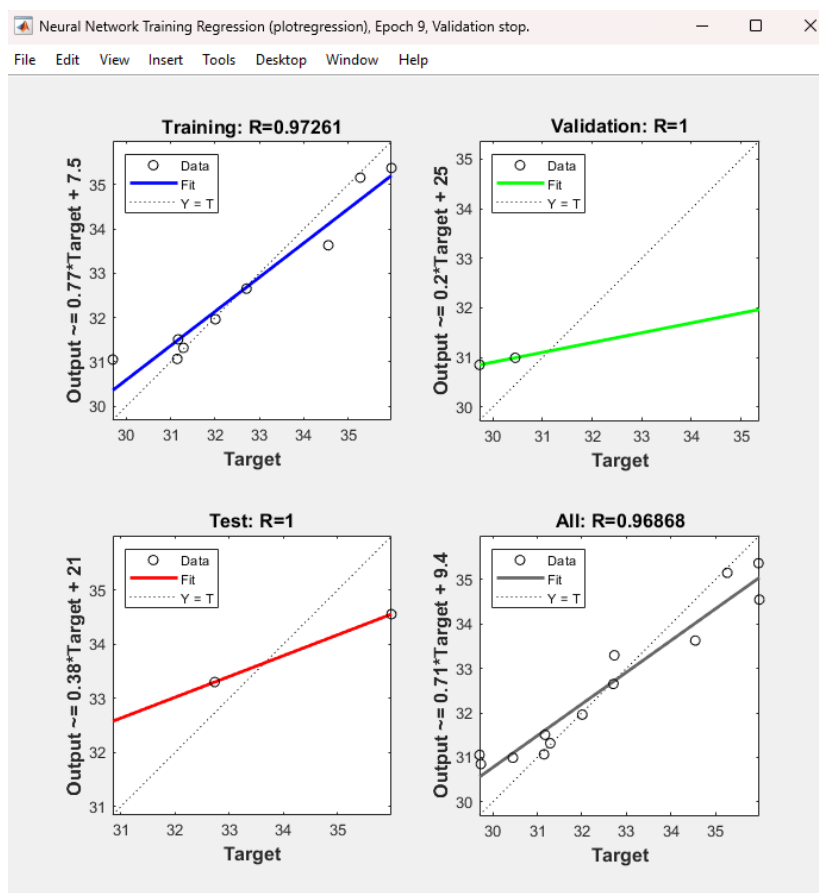 Neural Network Training Regression (plotregression), Epoch 9, Validation stop.
File Edit View Insert Tools Desktop Window Help
Training: R=0.97261
Output ~= 0.77*Target + 7.5
Data
Fit
Y = T
35
34
33
32
31
30
30 31 32 33 34 35
Target
Validation: R=1
Output ~= 0.2*Target + 25
Data
Fit
Y = T
35
34
33
32
31
30
30 31 32 33 34 35
Target
Test: R=1
Output ~= 0.38*Target + 21
Data
Fit
Y = T
35
34
33
32
31
31 32 33 34 35
Target
All: R=0.96868
Output ~= 0.71*Target + 9.4
Data
Fit
Y = T
35
34
33
32
31
30
30 31 32 33 34 35
Target